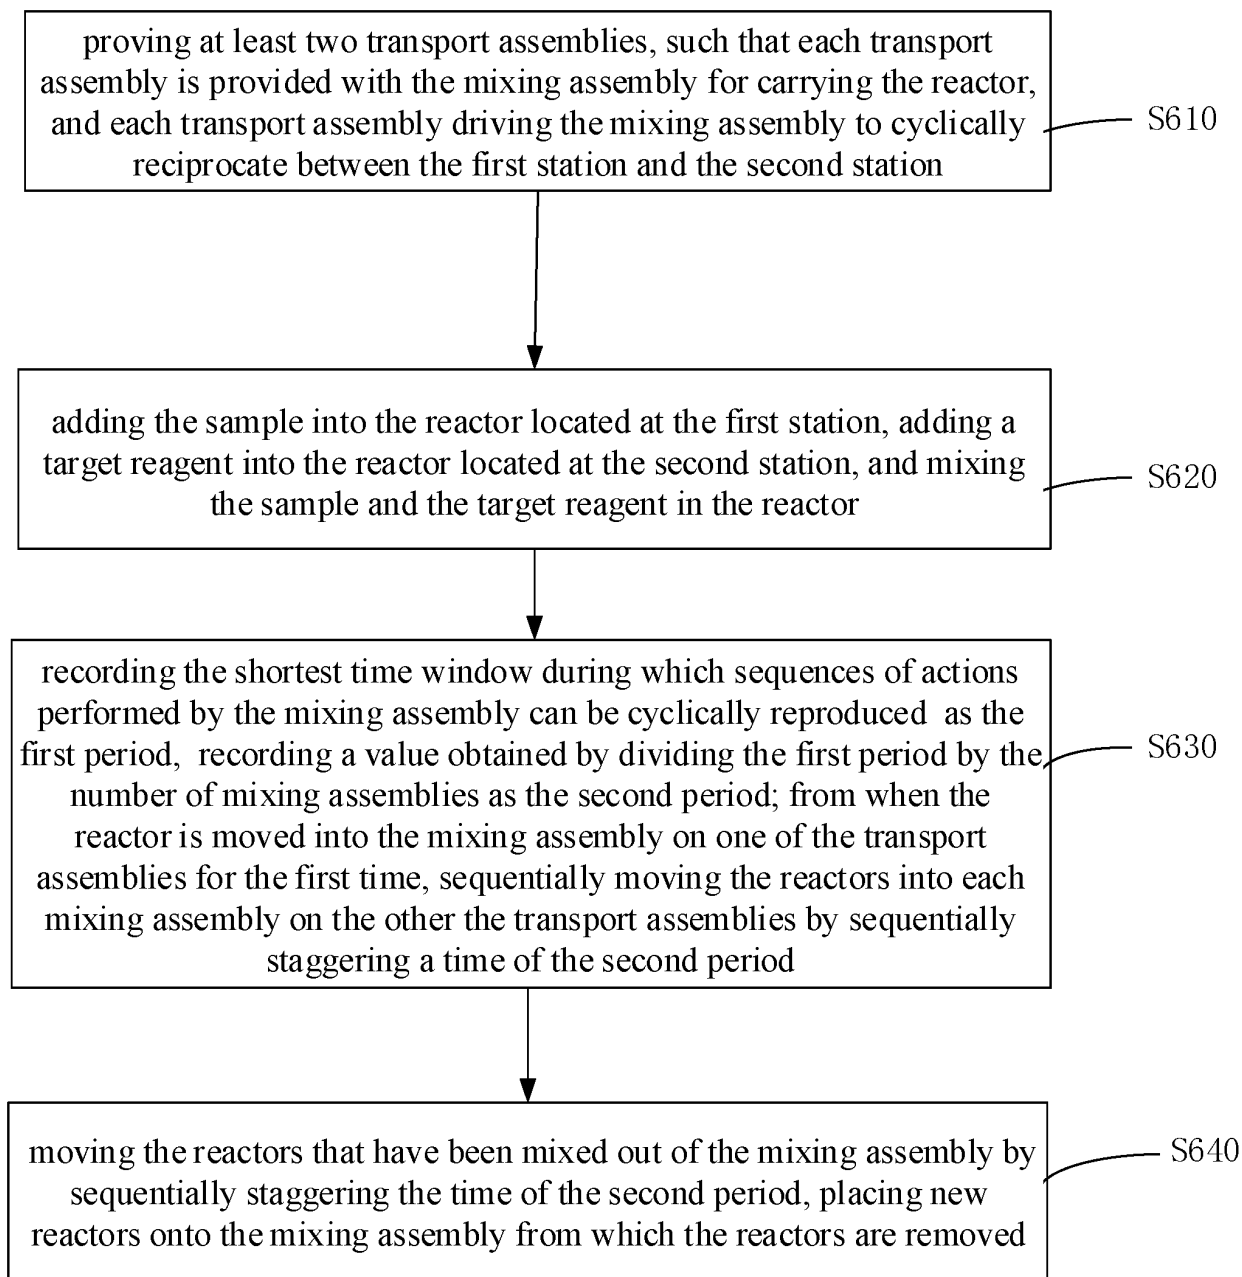 proving at least two transport assemblies, such that each transport
assembly is provided with the mixing assembly for carrying the reactor,
and each transport assembly driving the mixing assembly to cyclically
reciprocate between the first station and the second station
S610
adding the sample into the reactor located at the first station, adding a
target reagent into the reactor located at the second station, and mixing
the sample and the target reagent in the reactor
S620
recording the shortest time window during which sequences of actions
performed by the mixing assembly can be cyclically reproduced as the
first period, recording a value obtained by dividing the first period by the
number of mixing assemblies as the second period; from when the
reactor is moved into the mixing assembly on one of the transport
assemblies for the first time, sequentially moving the reactors into each
mixing assembly on the other the transport assemblies by sequentially
staggering a time of the second period
S630
moving the reactors that have been mixed out of the mixing assembly by
sequentially staggering the time of the second period, placing new
reactors onto the mixing assembly from which the reactors are removed
S640